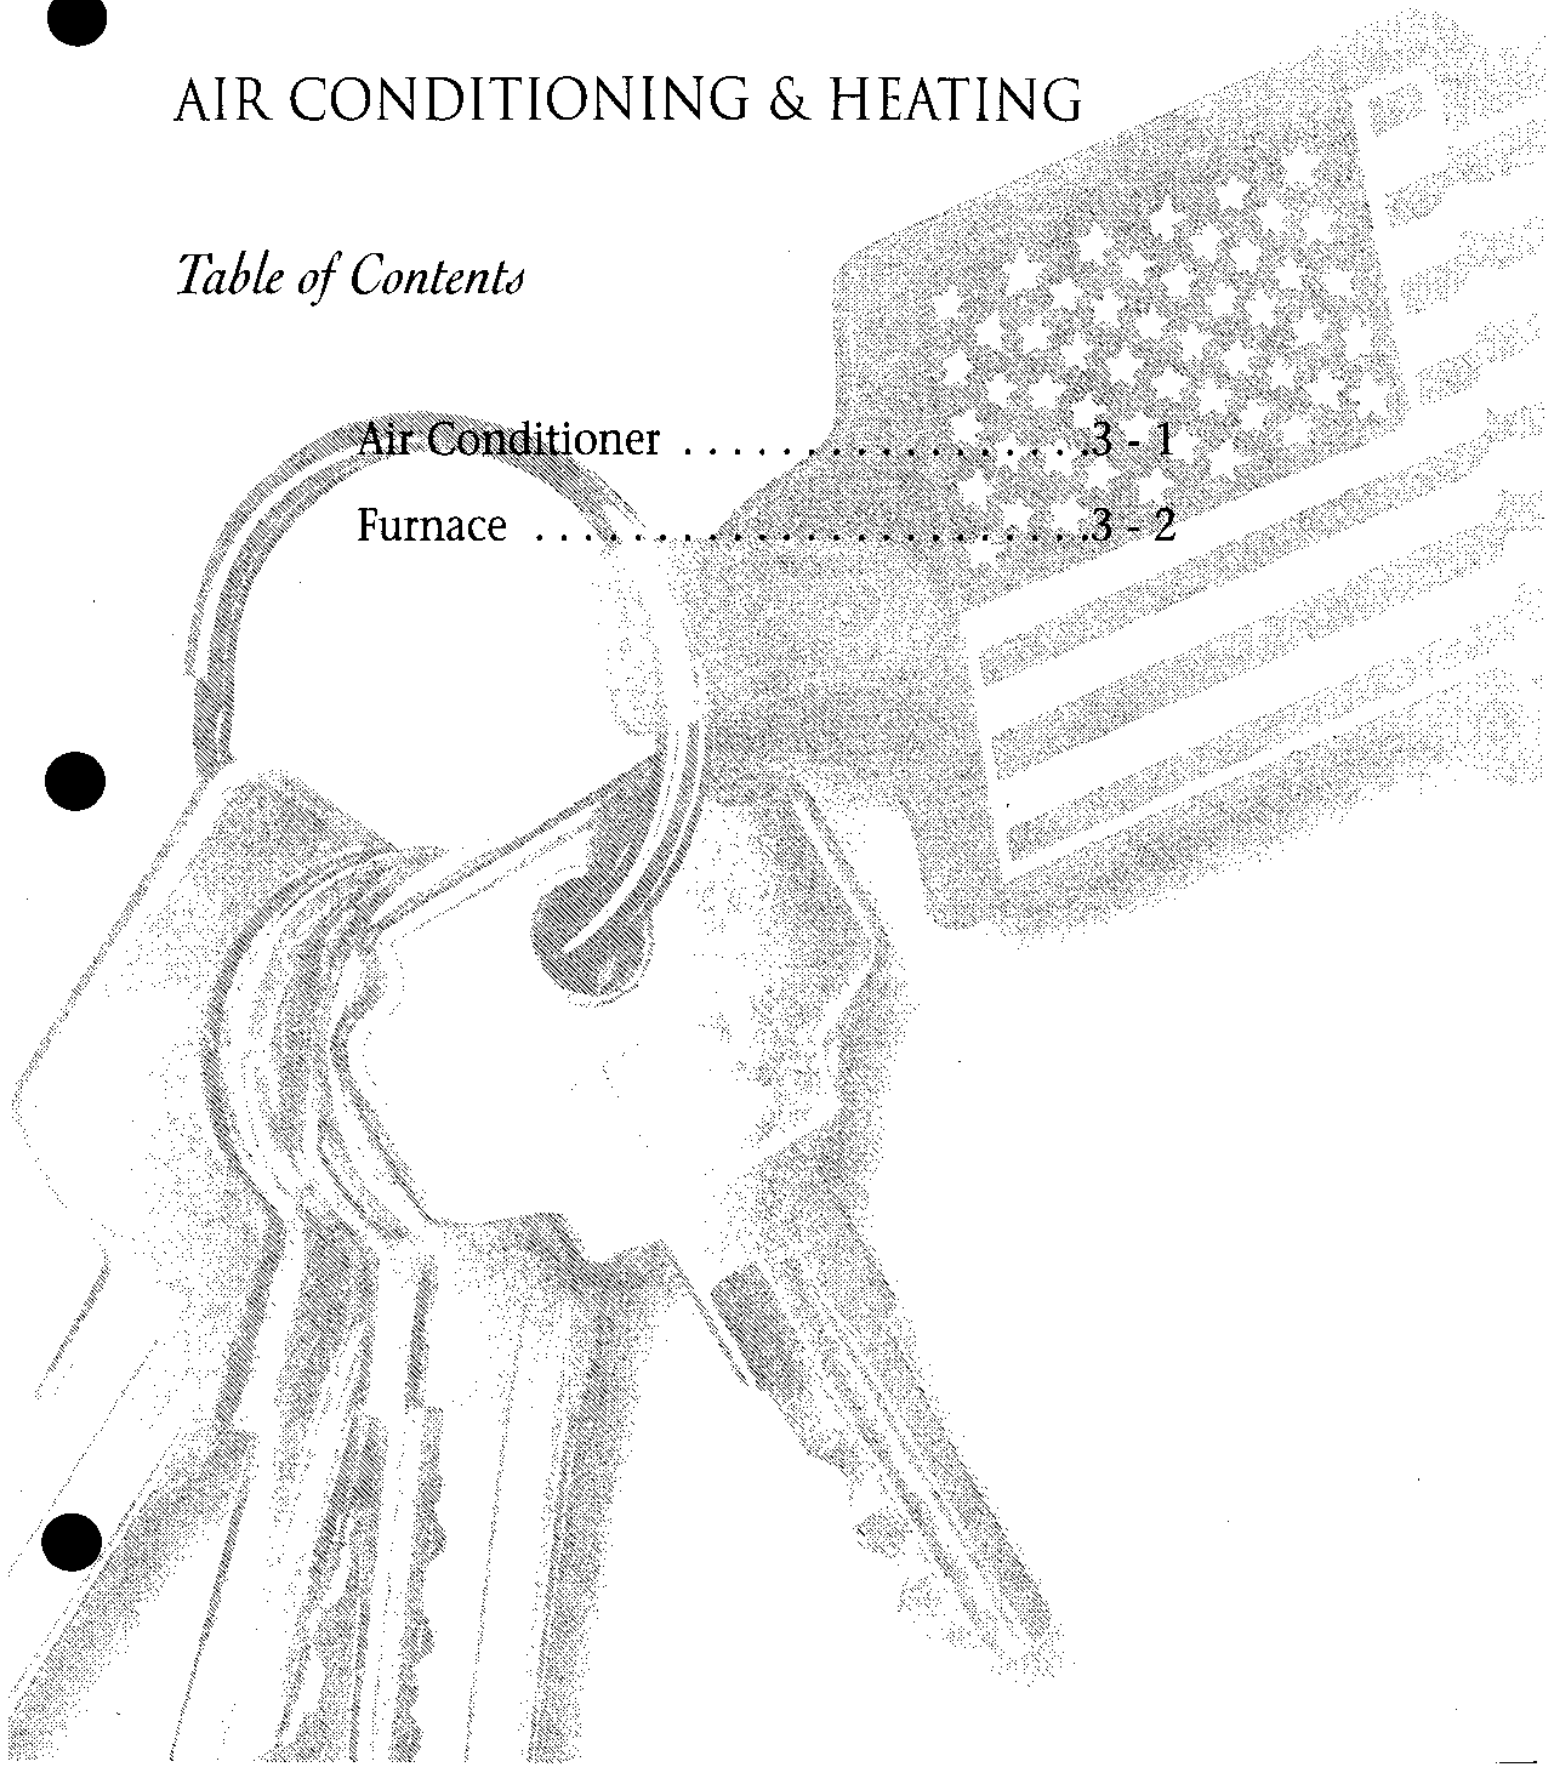 AIR CONDITIONING & HEATING
Table of Contents
Air Conditioner . . . . . . . . . . . . . . . . . .3 - 1
Furnace . . . . . . . . . . . . . . . . . . . . . . . .3 - 2